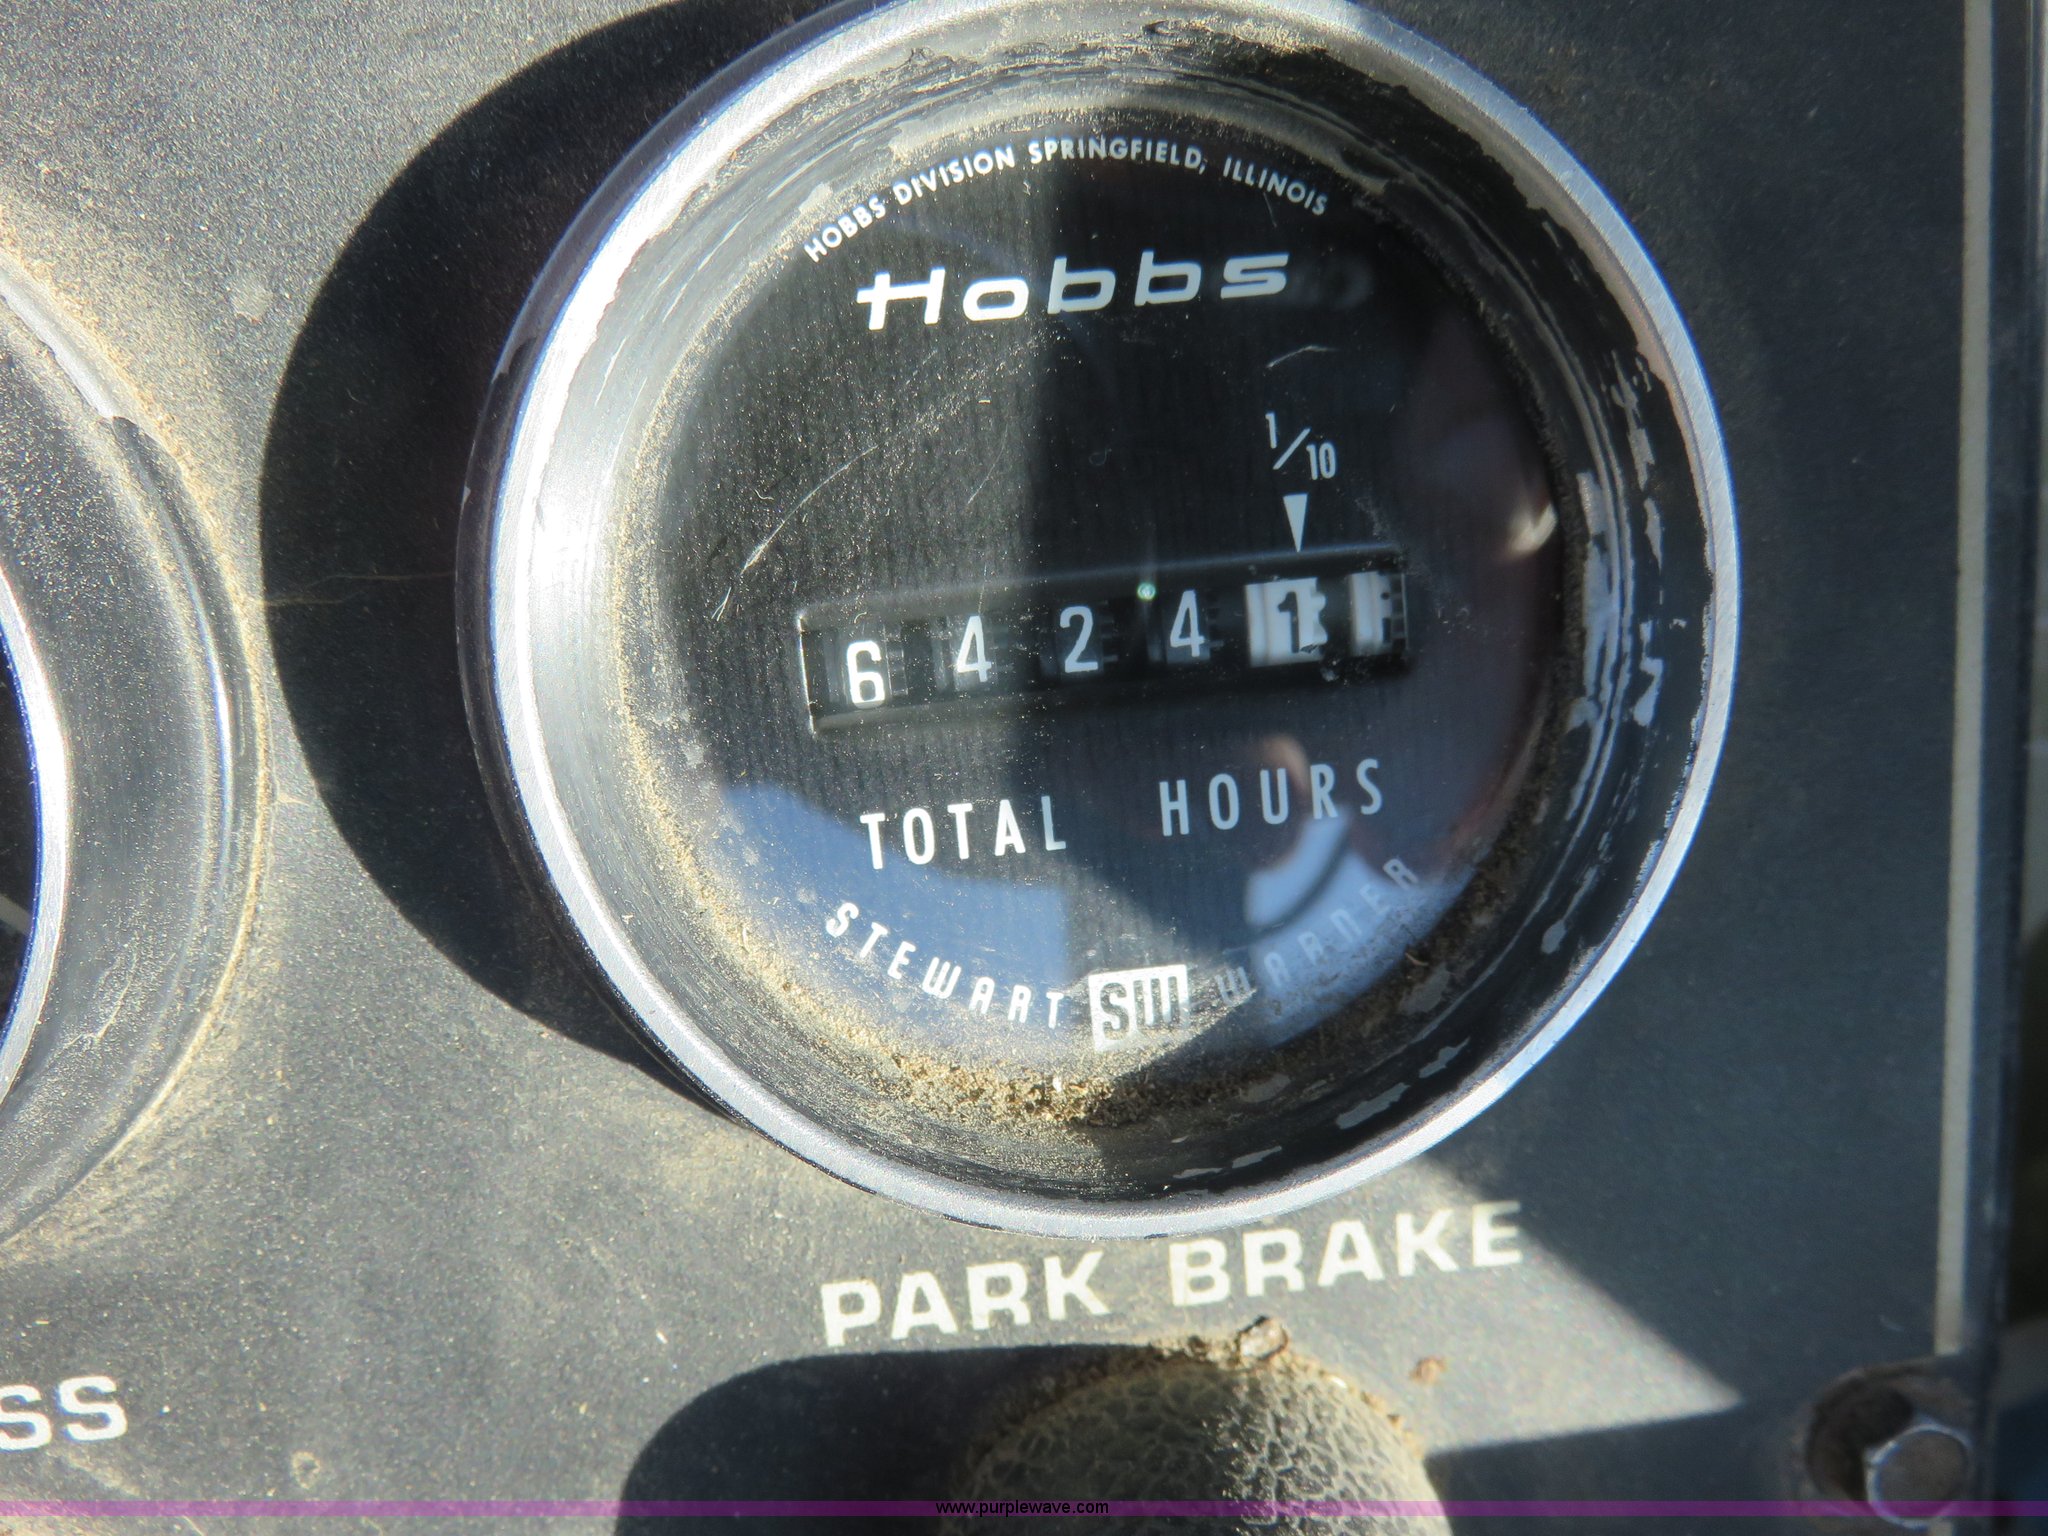 HOBBS DIVISION SPRINGFIELD, ILLINOIS
Hobbs
1/10
6 4 2 4 1
TOTAL HOURS
STEWART SW WARNER
PARK BRAKE
SS
www.purplewave.com